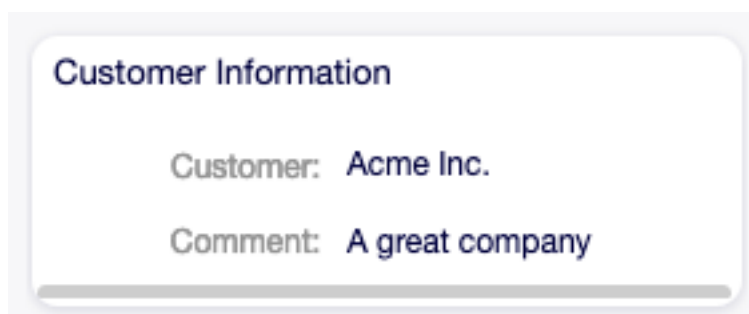 Customer Information
Customer: Acme Inc.
Comment: A great company